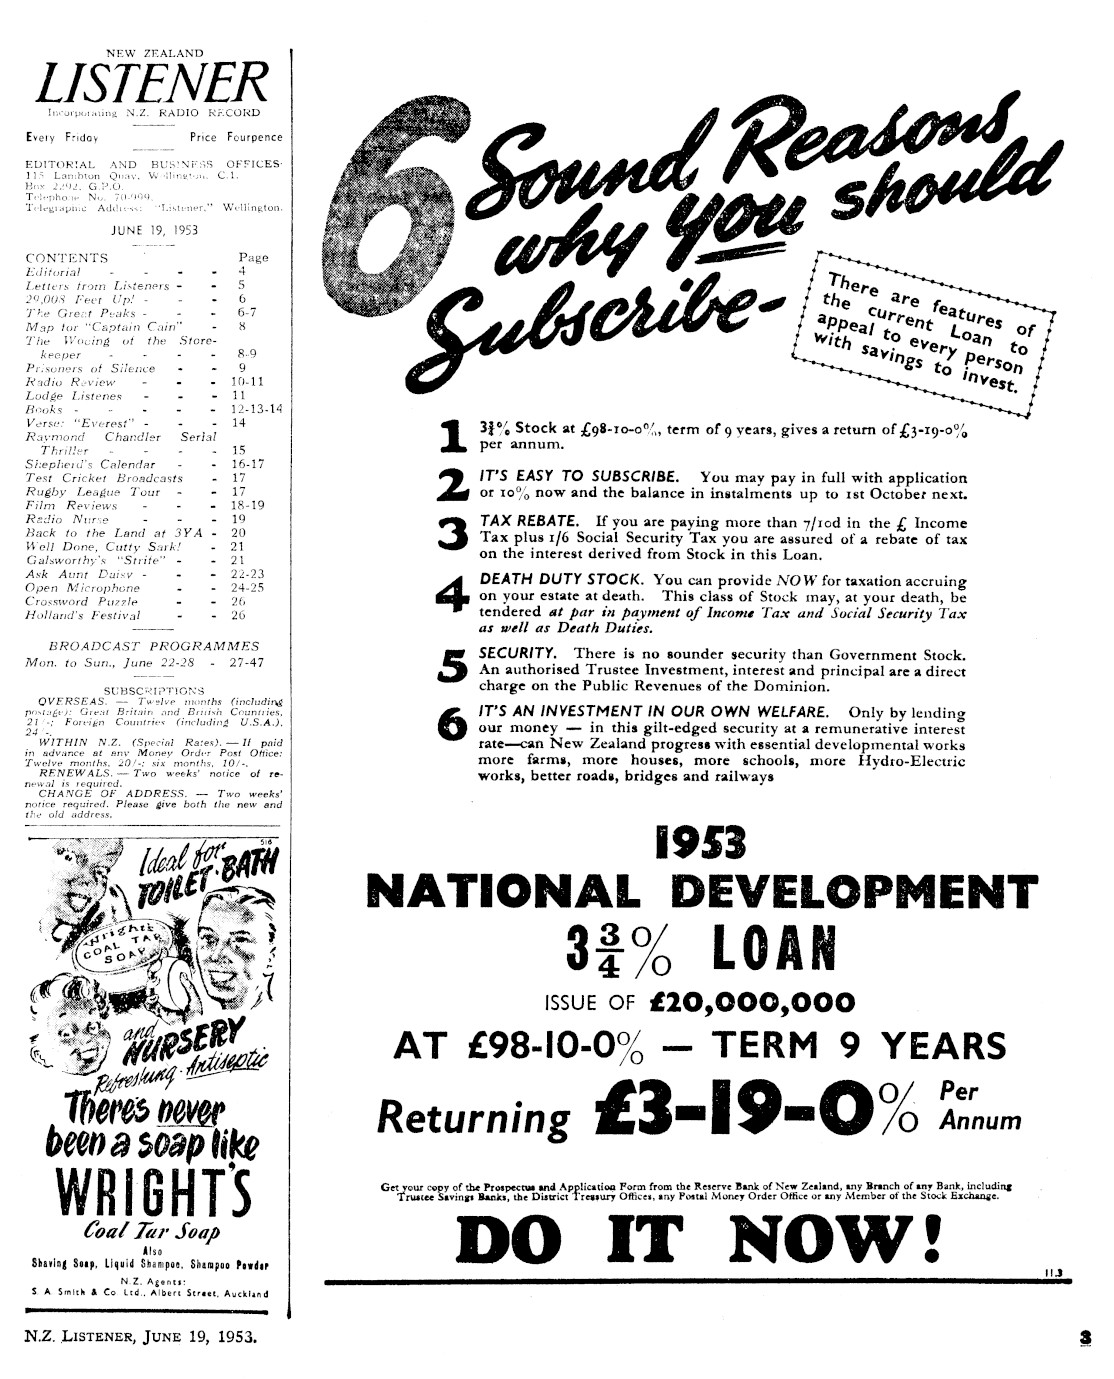 NEW ZEALAND
LISTENER
Incorporating N.Z. RADIO RECORD
Every Friday Price Fourpence
EDITORIAL AND BUSINESS OFFICES:
115 Lambton Quay, Wellington, C.1.
Box 2292, G.P.O.
Telephone No. 70-999.
Telegraphic Address: "Listener," Wellington.
JUNE 19, 1953
CONTENTS Page
Editorial - - - - 4
Letters from Listeners - - 5
29,008 Feet Up! - - - 6
The Great Peaks - - - 6-7
Map for "Captain Cain" - 8
The Wooing of the Store-
keeper - - - - 8-9
Prisoners of Silence - - 9
Radio Review - - - 10-11
Lodge Listenes - - - 11
Books - - - - - 12-13-14
Verse: "Everest" - - - 14
Raymond Chandler Serial
Thriller - - - - 15
Shepherd's Calendar - - 16-17
Test Cricket Broadcasts - 17
Rugby League Tour - - 17
Film Reviews - - - 18-19
Radio Nurse - - - 19
Back to the Land at 3YA - 20
Well Done, Cutty Sark! - 21
Galsworthy's "Strife" - - 21
Ask Aunt Daisy - - - 22-23
Open Microphone - - 24-25
Crossword Puzzle - - 26
Holland's Festival - - 26
BROADCAST PROGRAMMES
Mon. to Sun., June 22-28 - 27-47
SUBSCRIPTIONS
OVERSEAS. — Twelve months (including
postage): Great Britain and British Countries,
21/-; Foreign Countries (including U.S.A.),
24/-.
WITHIN N.Z. (Special Rates). — If paid
in advance at any Money Order Post Office:
Twelve months, 20/-; six months, 10/-.
RENEWALS. — Two weeks' notice of re-
newal is required.
CHANGE OF ADDRESS. — Two weeks'
notice required. Please give both the new and
the old address.
516
Ideal for
TOILET · BATH
Wright's
COAL TAR
SOAP
and
NURSERY
Refreshing · Antiseptic
There's never
been a soap like
WRIGHT'S
Coal Tar Soap
Also
Shaving Soap, Liquid Shampoo, Shampoo Powder
N.Z. Agents:
S. A. Smith & Co Ltd., Albert Street, Auckland
6 Sound Reasons
why you should
Subscribe-
There are features of
the current Loan to
appeal to every person
with savings to invest.
1 3¾% Stock at £98-10-0%, term of 9 years, gives a return of £3-19-0%
per annum.
2 IT'S EASY TO SUBSCRIBE. You may pay in full with application
or 10% now and the balance in instalments up to 1st October next.
3 TAX REBATE. If you are paying more than 7/10d in the £ Income
Tax plus 1/6 Social Security Tax you are assured of a rebate of tax
on the interest derived from Stock in this Loan.
4 DEATH DUTY STOCK. You can provide NOW for taxation accruing
on your estate at death. This class of Stock may, at your death, be
tendered at par in payment of Income Tax and Social Security Tax
as well as Death Duties.
5 SECURITY. There is no sounder security than Government Stock.
An authorised Trustee Investment, interest and principal are a direct
charge on the Public Revenues of the Dominion.
6 IT'S AN INVESTMENT IN OUR OWN WELFARE. Only by lending
our money — in this gilt-edged security at a remunerative interest
rate—can New Zealand progress with essential developmental works
more farms, more houses, more schools, more Hydro-Electric
works, better roads, bridges and railways
1953
NATIONAL DEVELOPMENT
3¾% LOAN
ISSUE OF £20,000,000
AT £98-10-0% — TERM 9 YEARS
Returning £3-19-0% Per
Annum
Get your copy of the Prospectus and Application Form from the Reserve Bank of New Zealand, any Branch of any Bank, including
Trustee Savings Banks, the District Treasury Offices, any Postal Money Order Office or any Member of the Stock Exchange.
DO IT NOW!
11.3
N.Z. LISTENER, JUNE 19, 1953.
3